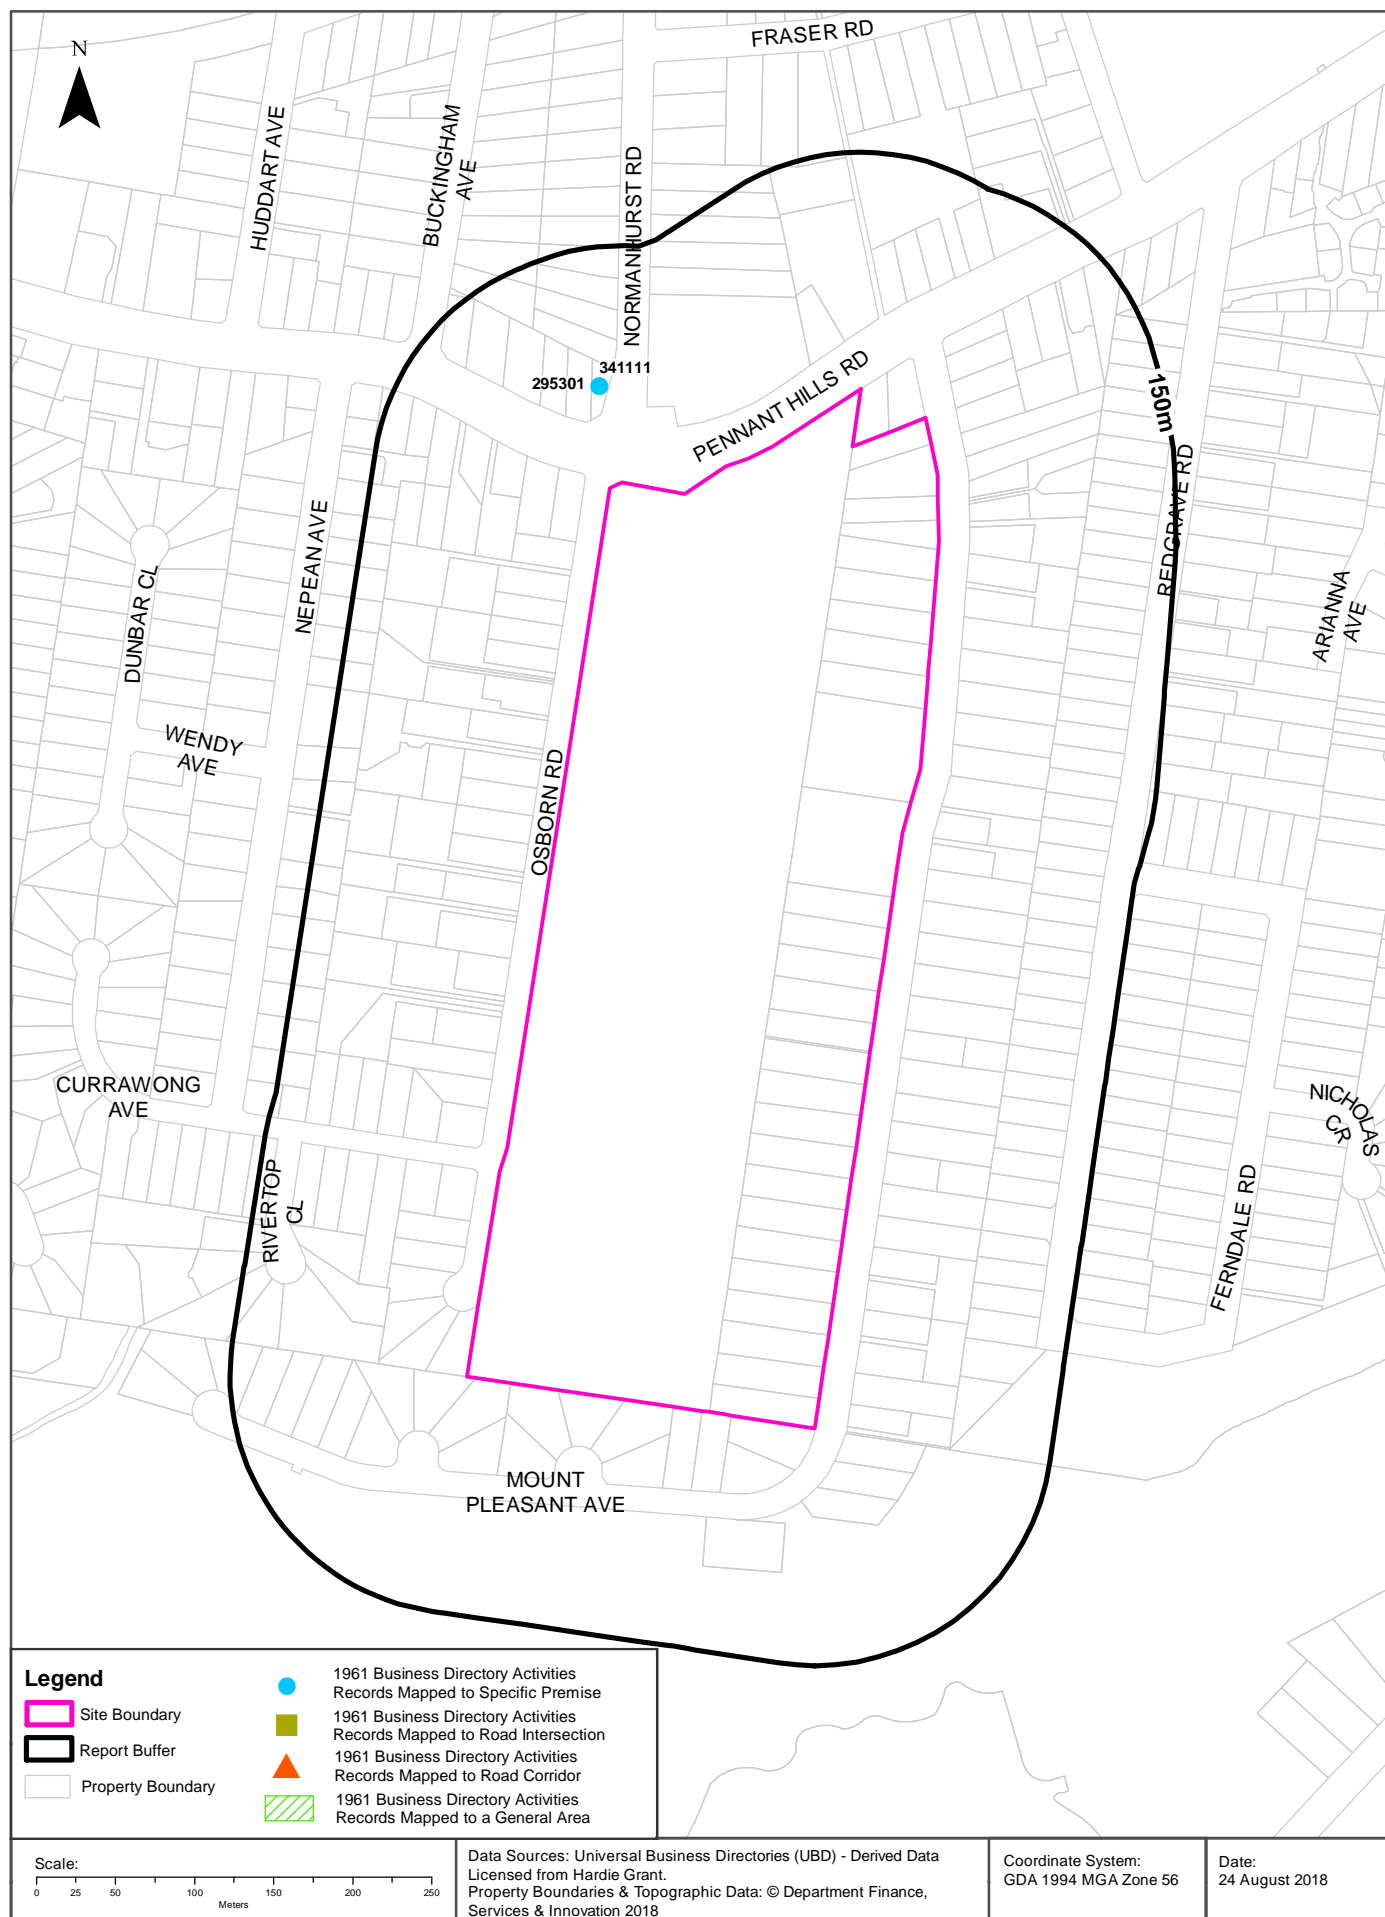 N
FRASER RD
HUDDART AVE
BUCKINGHAM
AVE
NORMANHURST RD
341111
295301
PENNANT HILLS RD
150m
REDGRAVE RD
NEPEAN AVE
DUNBAR CL
ARIANNA
AVE
WENDY
AVE
OSBORN RD
CURRAWONG
AVE
NICHOLAS
CR
RIVERTOP
CL
FERNDALE RD
MOUNT
PLEASANT AVE
Legend
Site Boundary
Report Buffer
Property Boundary
1961 Business Directory Activities
Records Mapped to Specific Premise
1961 Business Directory Activities
Records Mapped to Road Intersection
1961 Business Directory Activities
Records Mapped to Road Corridor
1961 Business Directory Activities
Records Mapped to a General Area
Scale:
0 25 50 100 150 200 250
Meters
Data Sources: Universal Business Directories (UBD) - Derived Data
Licensed from Hardie Grant.
Property Boundaries & Topographic Data: © Department Finance,
Services & Innovation 2018
Coordinate System:
GDA 1994 MGA Zone 56
Date:
24 August 2018